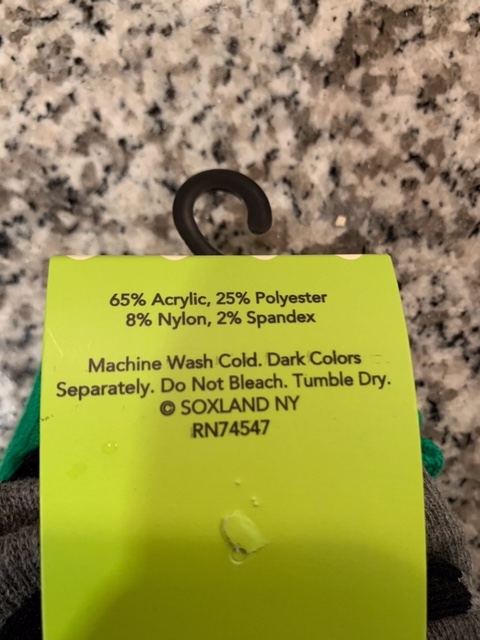 65% Acrylic, 25% Polyester
8% Nylon, 2% Spandex
Machine Wash Cold. Dark Colors
Separately. Do Not Bleach. Tumble Dry.
© SOXLAND NY
RN74547